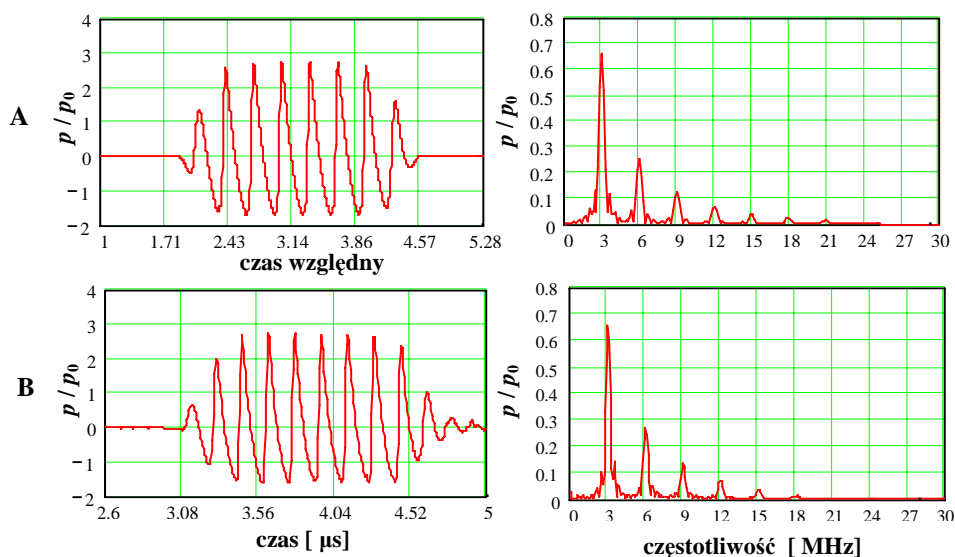 A
p / p0
4
3
2
1
0
−1
−2
1 1.71 2.43 3.14 3.86 4.57 5.28
czas względny
p / p0
0.8
0.7
0.6
0.5
0.4
0.3
0.2
0.1
0
0 3 6 9 12 15 18 21 24 27 30
B
p / p0
4
3
2
1
0
−1
−2
2.6 3.08 3.56 4.04 4.52 5
czas [ μs]
p / p0
0.8
0.7
0.6
0.5
0.4
0.3
0.2
0.1
0
0 3 6 9 12 15 18 21 24 27 30
częstotliwość [ MHz]